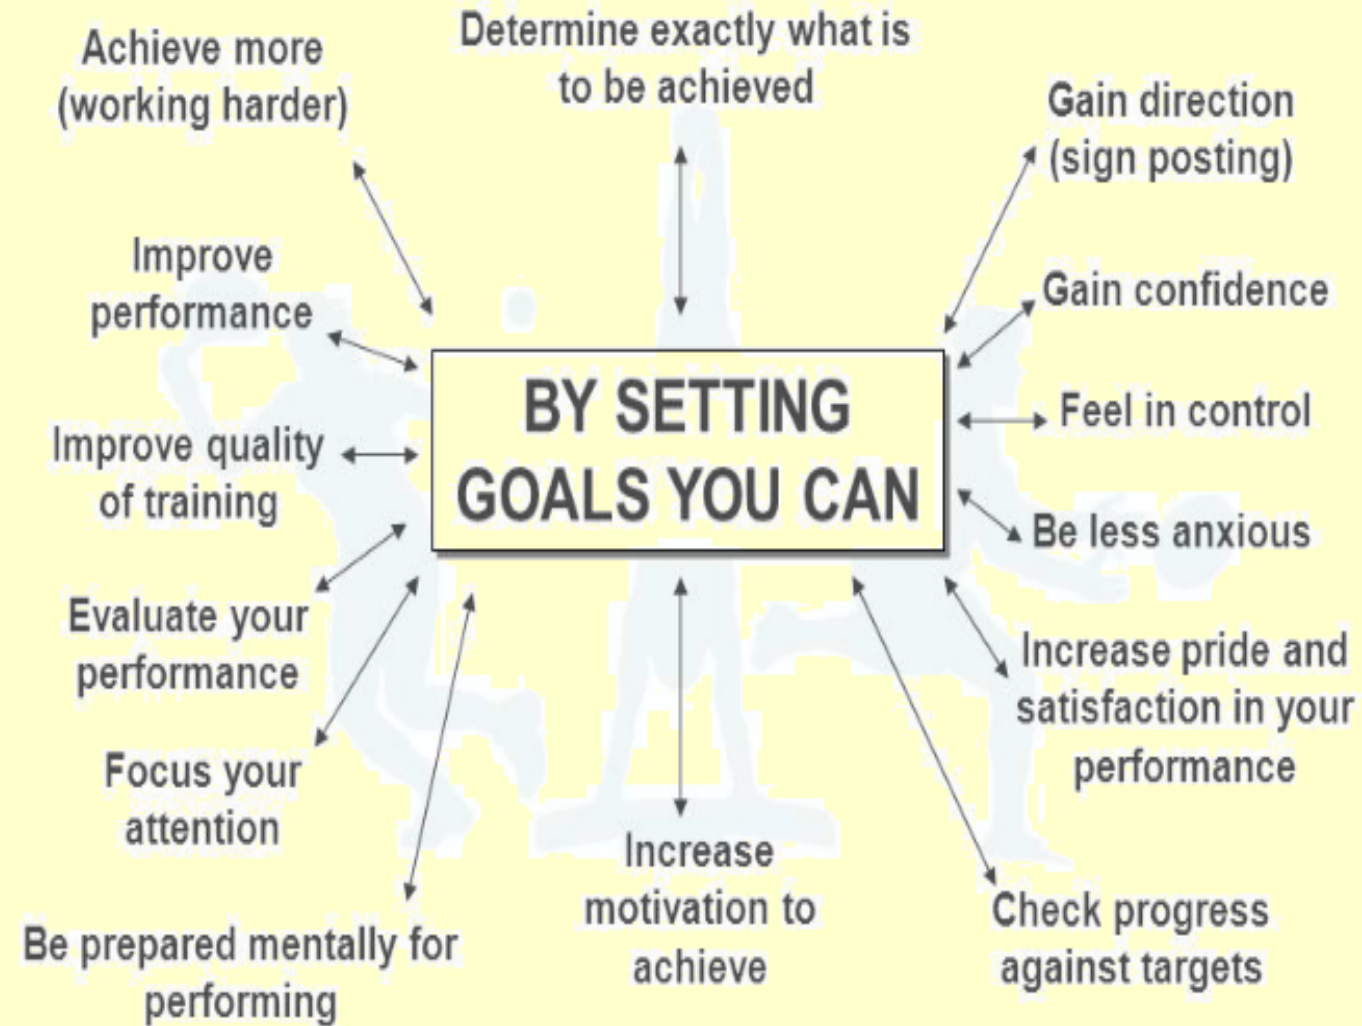 Achieve more
(working harder)
Determine exactly what is
to be achieved
Gain direction
(sign posting)
Improve
performance
Gain confidence
BY SETTING
GOALS YOU CAN
Feel in control
Improve quality
of training
Be less anxious
Evaluate your
performance
Increase pride and
satisfaction in your
performance
Focus your
attention
Increase
motivation to
achieve
Check progress
against targets
Be prepared mentally for
performing